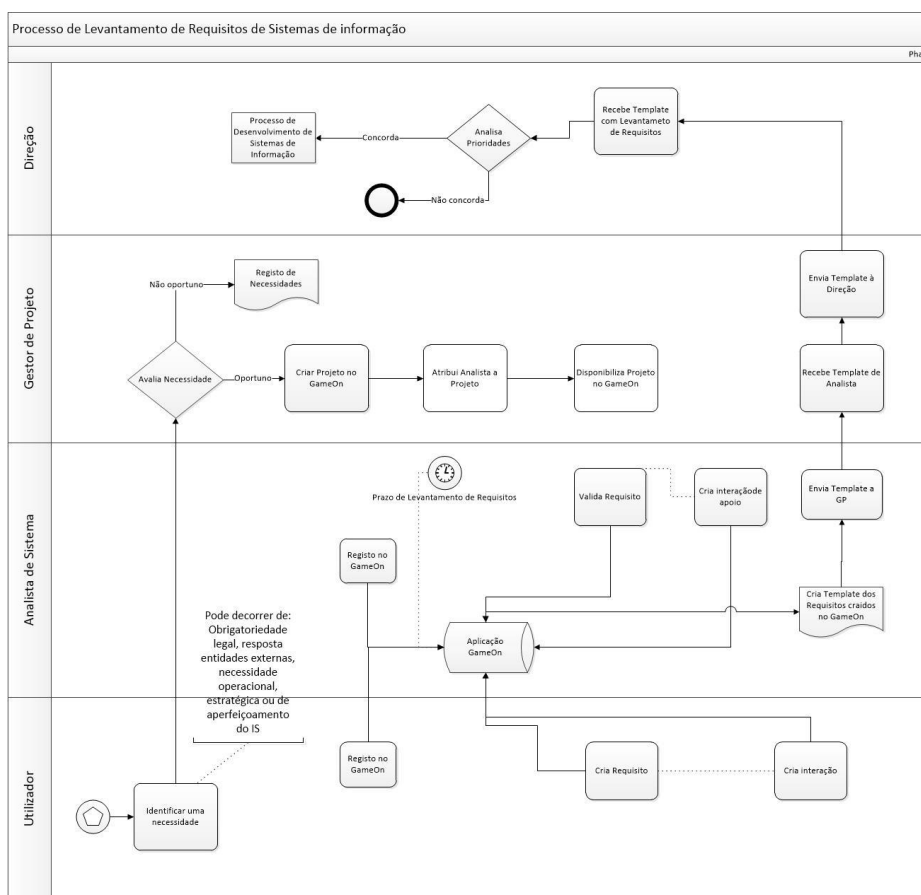 Processo de Levantamento de Requisitos de Sistemas de informação
Pha
Direção
Processo de
Desenvolvimento de
Sistemas de
Informação
Concorda
Analisa
Prioridades
Recebe Template
com Levantameto de
Requisitos
Não concorda
Gestor de Projeto
Não oportuno
Registo de
Necessidades
Envia Template à
Direção
Avalia Necessidade
Oportuno
Criar Projeto no
GameOn
Atribui Analista a
Projeto
Disponibiliza Projeto
no GameOn
Recebe Template de
Analista
Analista de Sistema
Prazo de Levantamento de Requisitos
Valida Requisito
Cria interaçãode
apoio
Envia Template a
GP
Registo no
GameOn
Cria Template dos
Requisitos craidos
no GameOn
Pode decorrer de:
Obrigatoriedade
legal, resposta
entidades externas,
necessidade
operacional,
estratégica ou de
aperfeiçoamento
do IS
Aplicação
GameOn
Utilizador
Registo no
GameOn
Cria Requisito
Cria interação
Identificar uma
necessidade